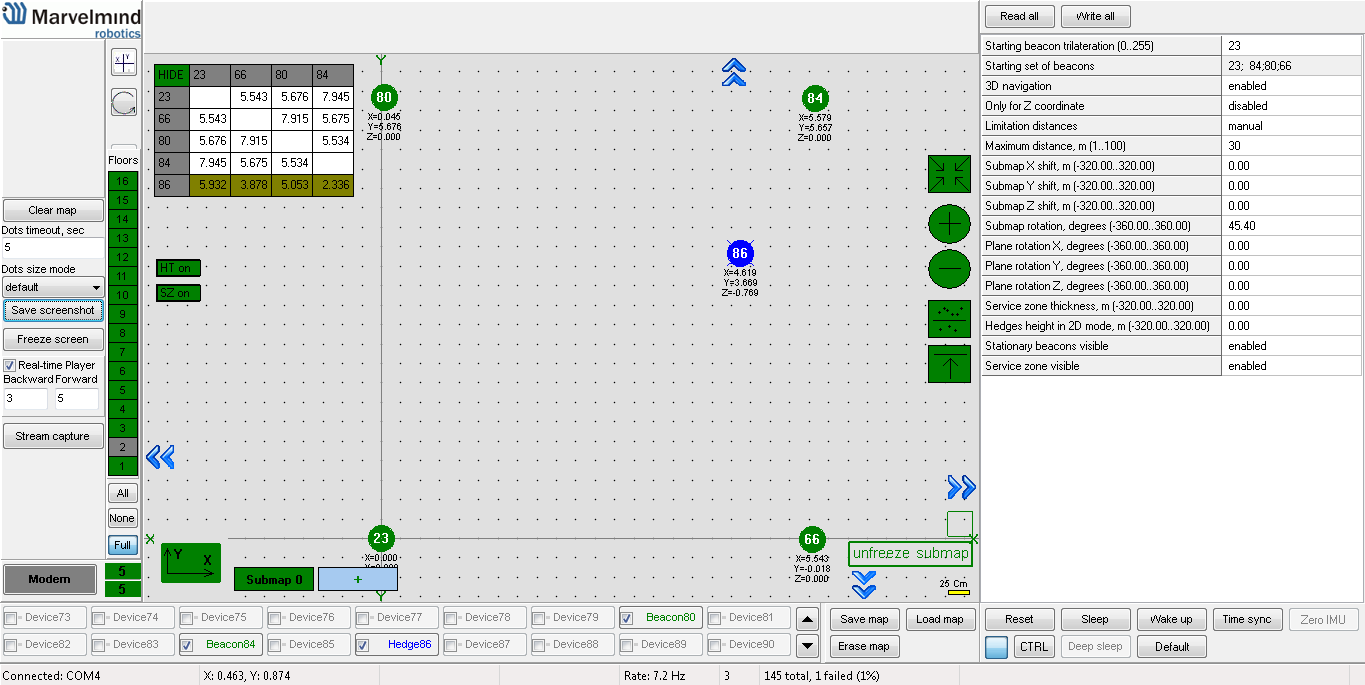 Marvelmind
robotics
Read all Write all
HIDE 23 66 80 84
23 5.543 5.676 7.945
66 5.543 7.915 5.675
80 5.676 7.915 5.534
84 7.945 5.675 5.534
86 5.932 3.878 5.053 2.336
Y
80
X=0.045
Y=5.676
Z=0.000
84
X=5.579
Y=5.657
Z=0.000
86
X=4.619
Y=3.669
Z=-0.769
HT on
SZ on
23
X=0.000
66
X=5.543
Y=-0.018
Z=0.000
X
X
Y
Y X
Submap 0 +
unfreeze submap
25 Cm
Floors
16
15
14
13
12
11
10
9
8
7
6
5
4
3
2
1
All
None
Full
5
5
Clear map
Dots timeout, sec
5
Dots size mode
default
Save screenshot
Freeze screen
Real-time Player
Backward Forward
3 5
Stream capture
Modern
Starting beacon trilateration (0..255) 23
Starting set of beacons 23; 84;80;66
3D navigation enabled
Only for Z coordinate disabled
Limitation distances manual
Maximum distance, m (1..100) 30
Submap X shift, m (-320.00..320.00) 0.00
Submap Y shift, m (-320.00..320.00) 0.00
Submap Z shift, m (-320.00..320.00) 0.00
Submap rotation, degrees (-360.00..360.00) 45.40
Plane rotation X, degrees (-360.00..360.00) 0.00
Plane rotation Y, degrees (-360.00..360.00) 0.00
Plane rotation Z, degrees (-360.00..360.00) 0.00
Service zone thickness, m (-320.00..320.00) 0.00
Hedges height in 2D mode, m (-320.00..320.00) 0.00
Stationary beacons visible enabled
Service zone visible enabled
Device73 Device74 Device75 Device76 Device77 Device78 Device79 Beacon80 Device81
Device82 Device83 Beacon84 Device85 Hedge86 Device87 Device88 Device89 Device90
Save map Load map
Erase map
Reset Sleep Wake up Time sync Zero IMU
CTRL Deep sleep Default
Connected: COM4 X: 0.463, Y: 0.874 Rate: 7.2 Hz 3 145 total, 1 failed (1%)